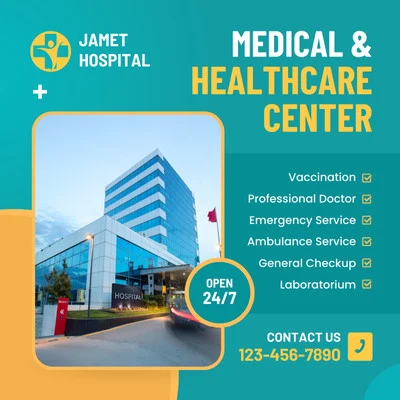 JAMET
HOSPITAL
MEDICAL &
HEALTHCARE
CENTER
Vaccination
Professional Doctor
Emergency Service
Ambulance Service
General Checkup
Laboratorium
HOSPITAL
OPEN
24/7
CONTACT US
123-456-7890